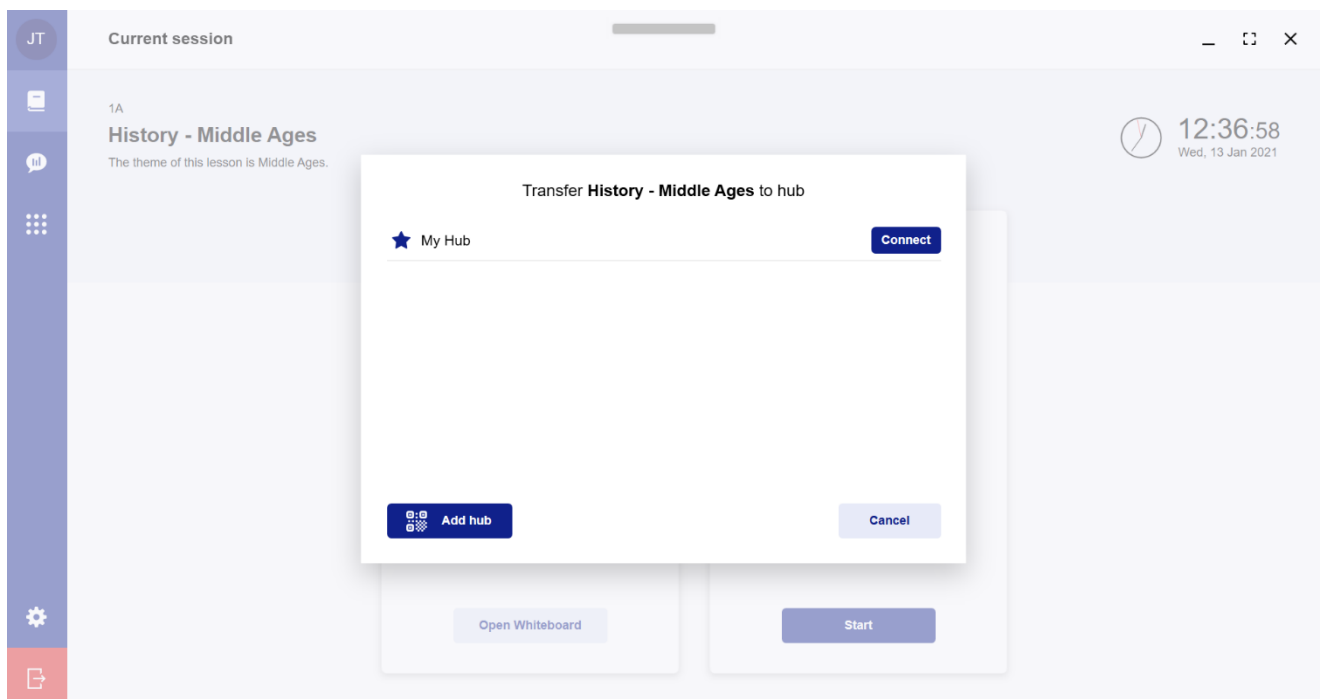 JT
Current session
1A
History - Middle Ages
The theme of this lesson is Middle Ages.
12:36:58
Wed, 13 Jan 2021
Transfer History - Middle Ages to hub
My Hub
Connect
Add hub
Cancel
Open Whiteboard
Start